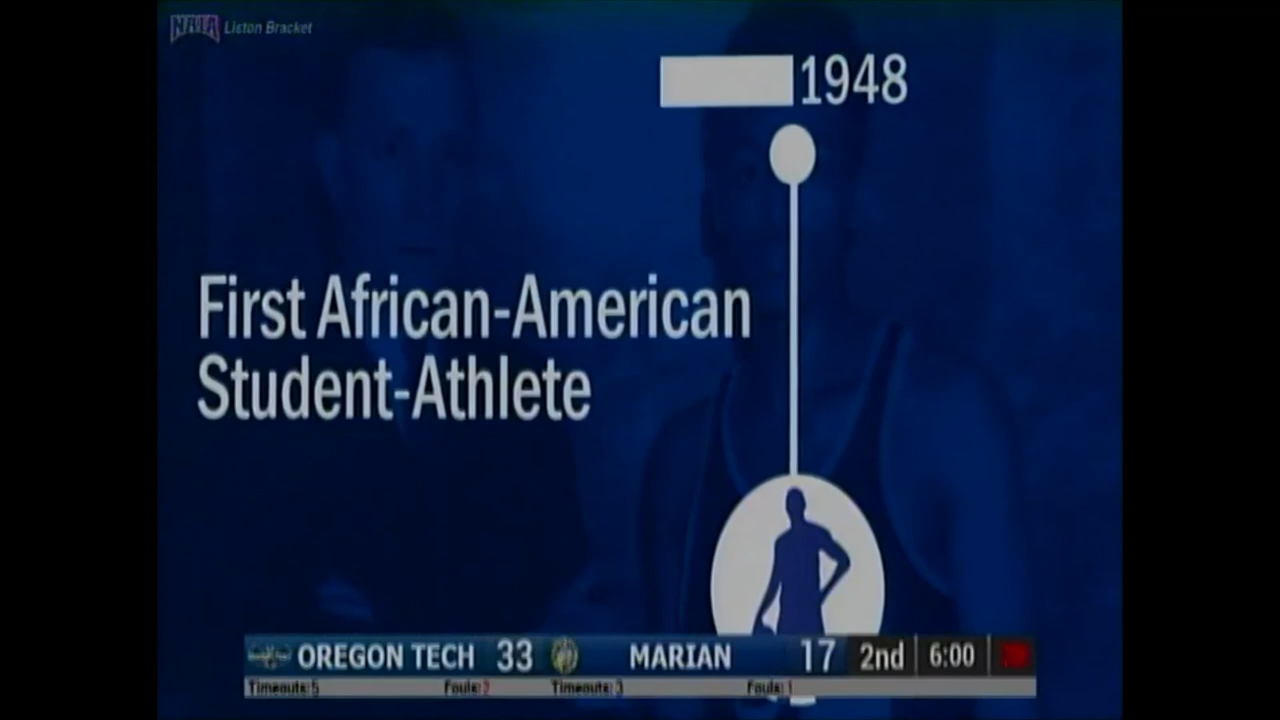 NAIA Liston Bracket
1948
First African-American
Student-Athlete
OREGON TECH 33 MARIAN 17 2nd 6:00
Timeouts: 5 Fouls: 2 Timeouts: 3 Fouls: 1